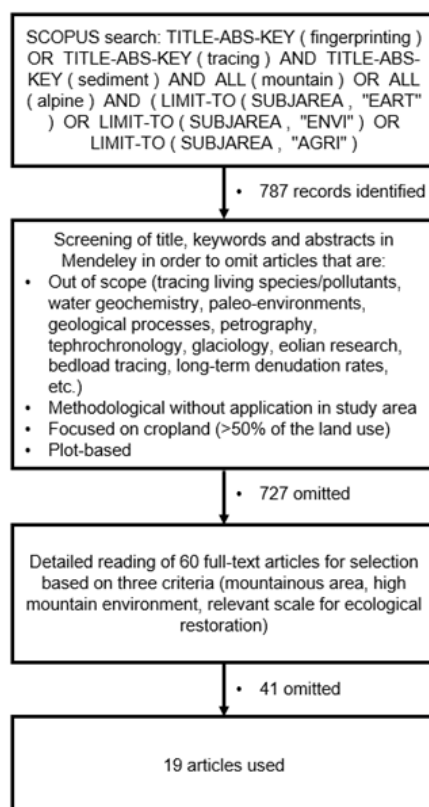 SCOPUS search: TITLE-ABS-KEY ( fingerprinting )
OR TITLE-ABS-KEY ( tracing ) AND TITLE-ABS-
KEY ( sediment ) AND ALL ( mountain ) OR ALL
( alpine ) AND ( LIMIT-TO ( SUBJAREA , "EART"
) OR LIMIT-TO ( SUBJAREA , "ENVI" ) OR
LIMIT-TO ( SUBJAREA , "AGRI" )
• 787 records identified
Screening of title, keywords and abstracts in
Mendeley in order to omit articles that are:
• Out of scope (tracing living species/pollutants,
water geochemistry, paleo-environments,
geological processes, petrography,
tephrochronology, glaciology, eolian research,
bedload tracing, long-term denudation rates,
etc.)
• Methodological without application in study area
• Focused on cropland (>50% of the land use)
• Plot-based
• 727 omitted
Detailed reading of 60 full-text articles for selection
based on three criteria (mountainous area, high
mountain environment, relevant scale for ecological
restoration)
• 41 omitted
19 articles used